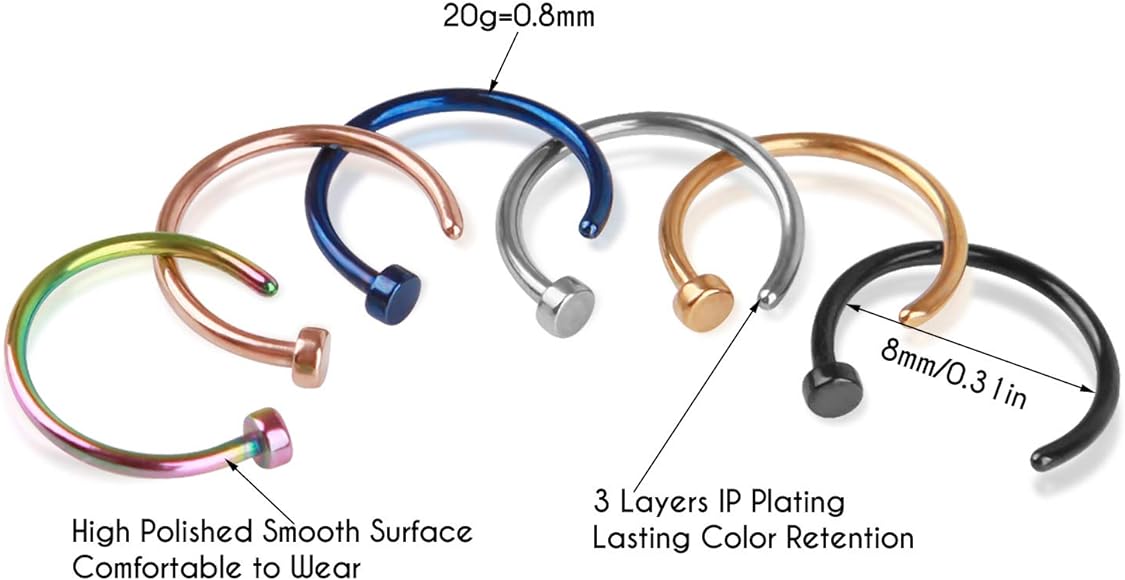 20g=0.8mm
8mm/0.31in
3 Layers IP Plating
Lasting Color Retention
High Polished Smooth Surface
Comfortable to Wear